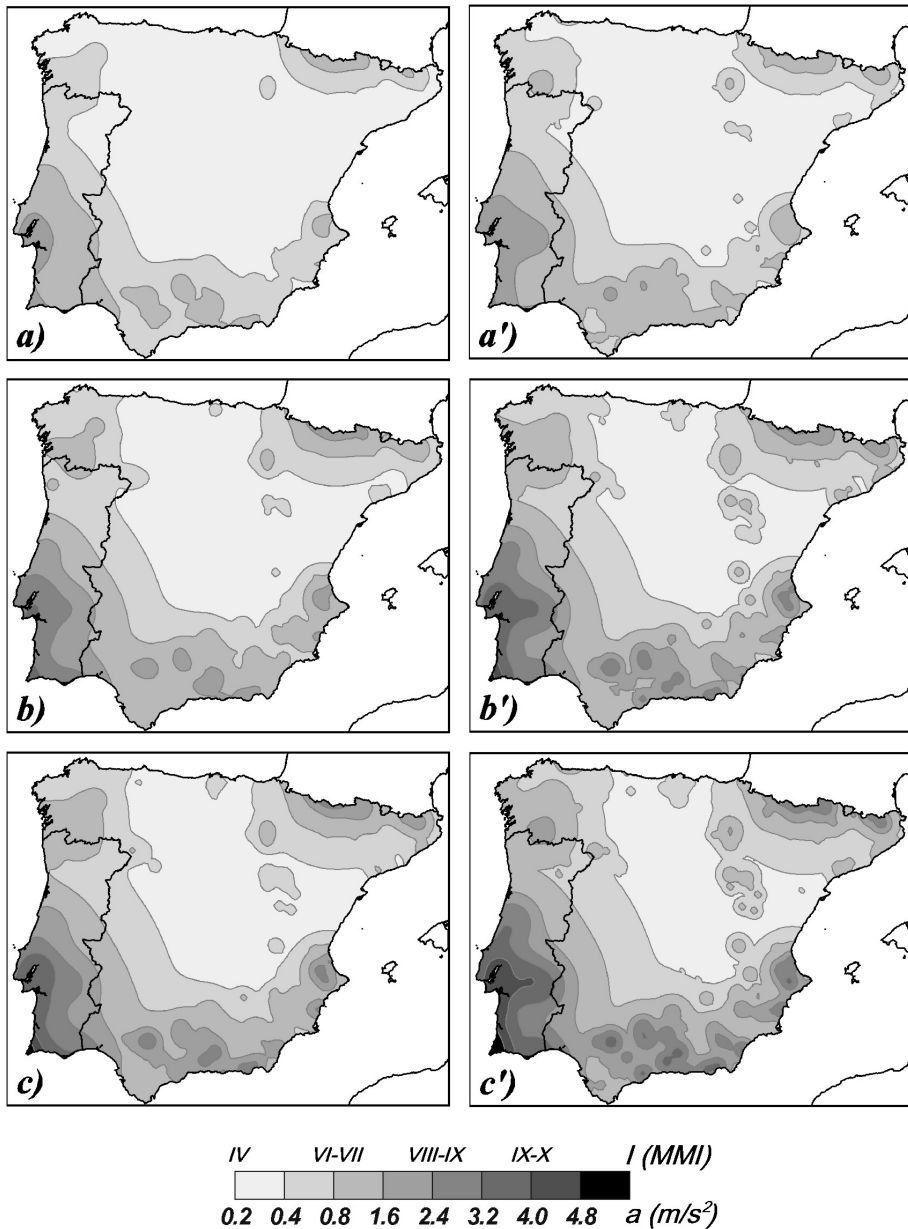 a)
a')
b)
b')
c)
c')
IV VI-VII VIII-IX IX-X I (MMI)
0.2 0.4 0.8 1.6 2.4 3.2 4.0 4.8 a (m/s²)